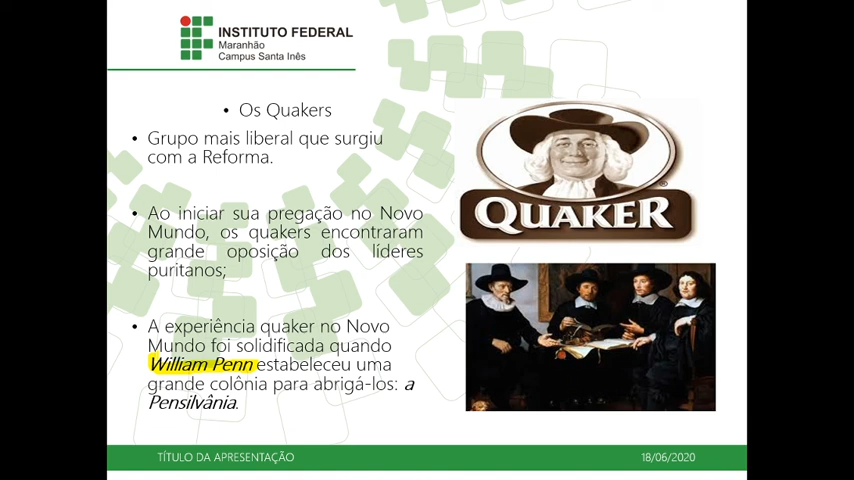 INSTITUTO FEDERAL
Maranhão
Campus Santa Inês
• Os Quakers
• Grupo mais liberal que surgiu
com a Reforma.
• Ao iniciar sua pregação no Novo
Mundo, os quakers encontraram
grande oposição dos líderes
puritanos;
• A experiência quaker no Novo
Mundo foi solidificada quando
William Penn estabeleceu uma
grande colônia para abrigá-los: a
Pensilvânia.
®
QUAKER
TÍTULO DA APRESENTAÇÃO
18/06/2020